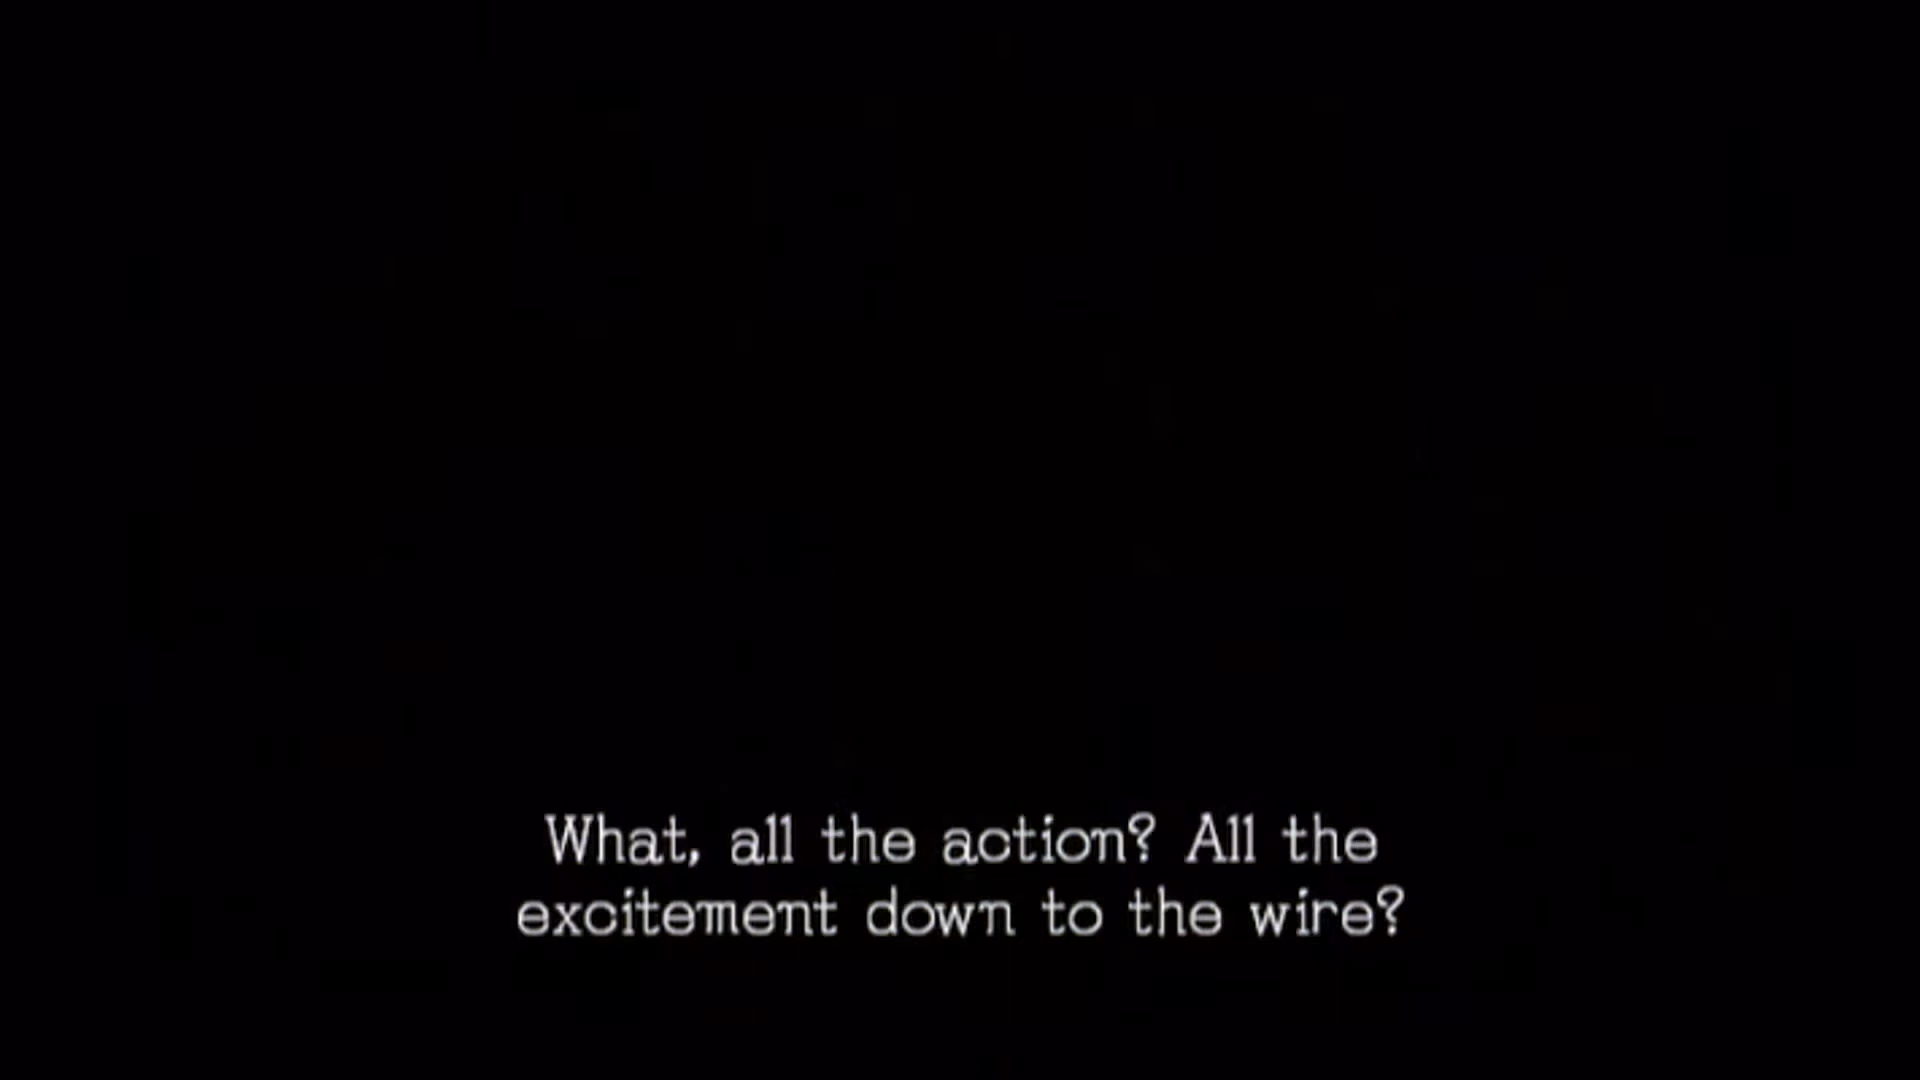 What, all the action? All the
excitement down to the wire?